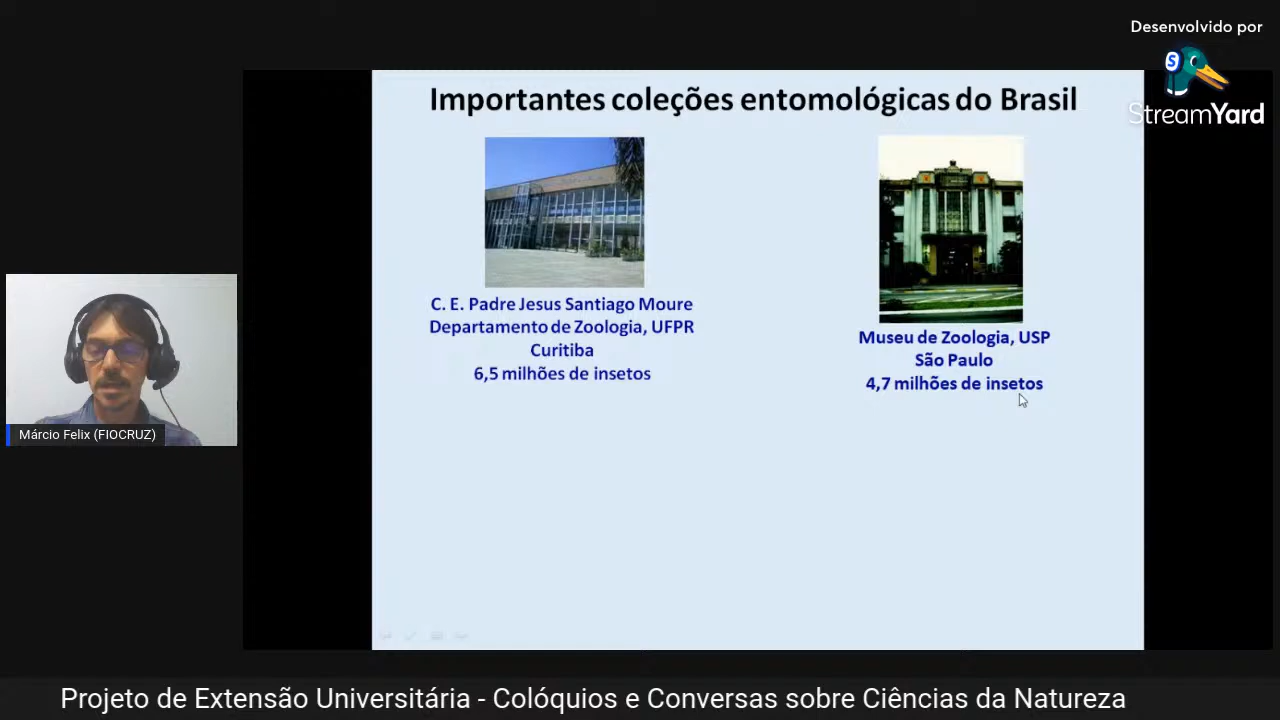 Desenvolvido por
StreamYard
Importantes coleções entomológicas do Brasil
C. E. Padre Jesus Santiago Moure
Departamento de Zoologia, UFPR
Curitiba
6,5 milhões de insetos
Museu de Zoologia, USP
São Paulo
4,7 milhões de insetos
Márcio Felix (FIOCRUZ)
Projeto de Extensão Universitária - Colóquios e Conversas sobre Ciências da Natureza